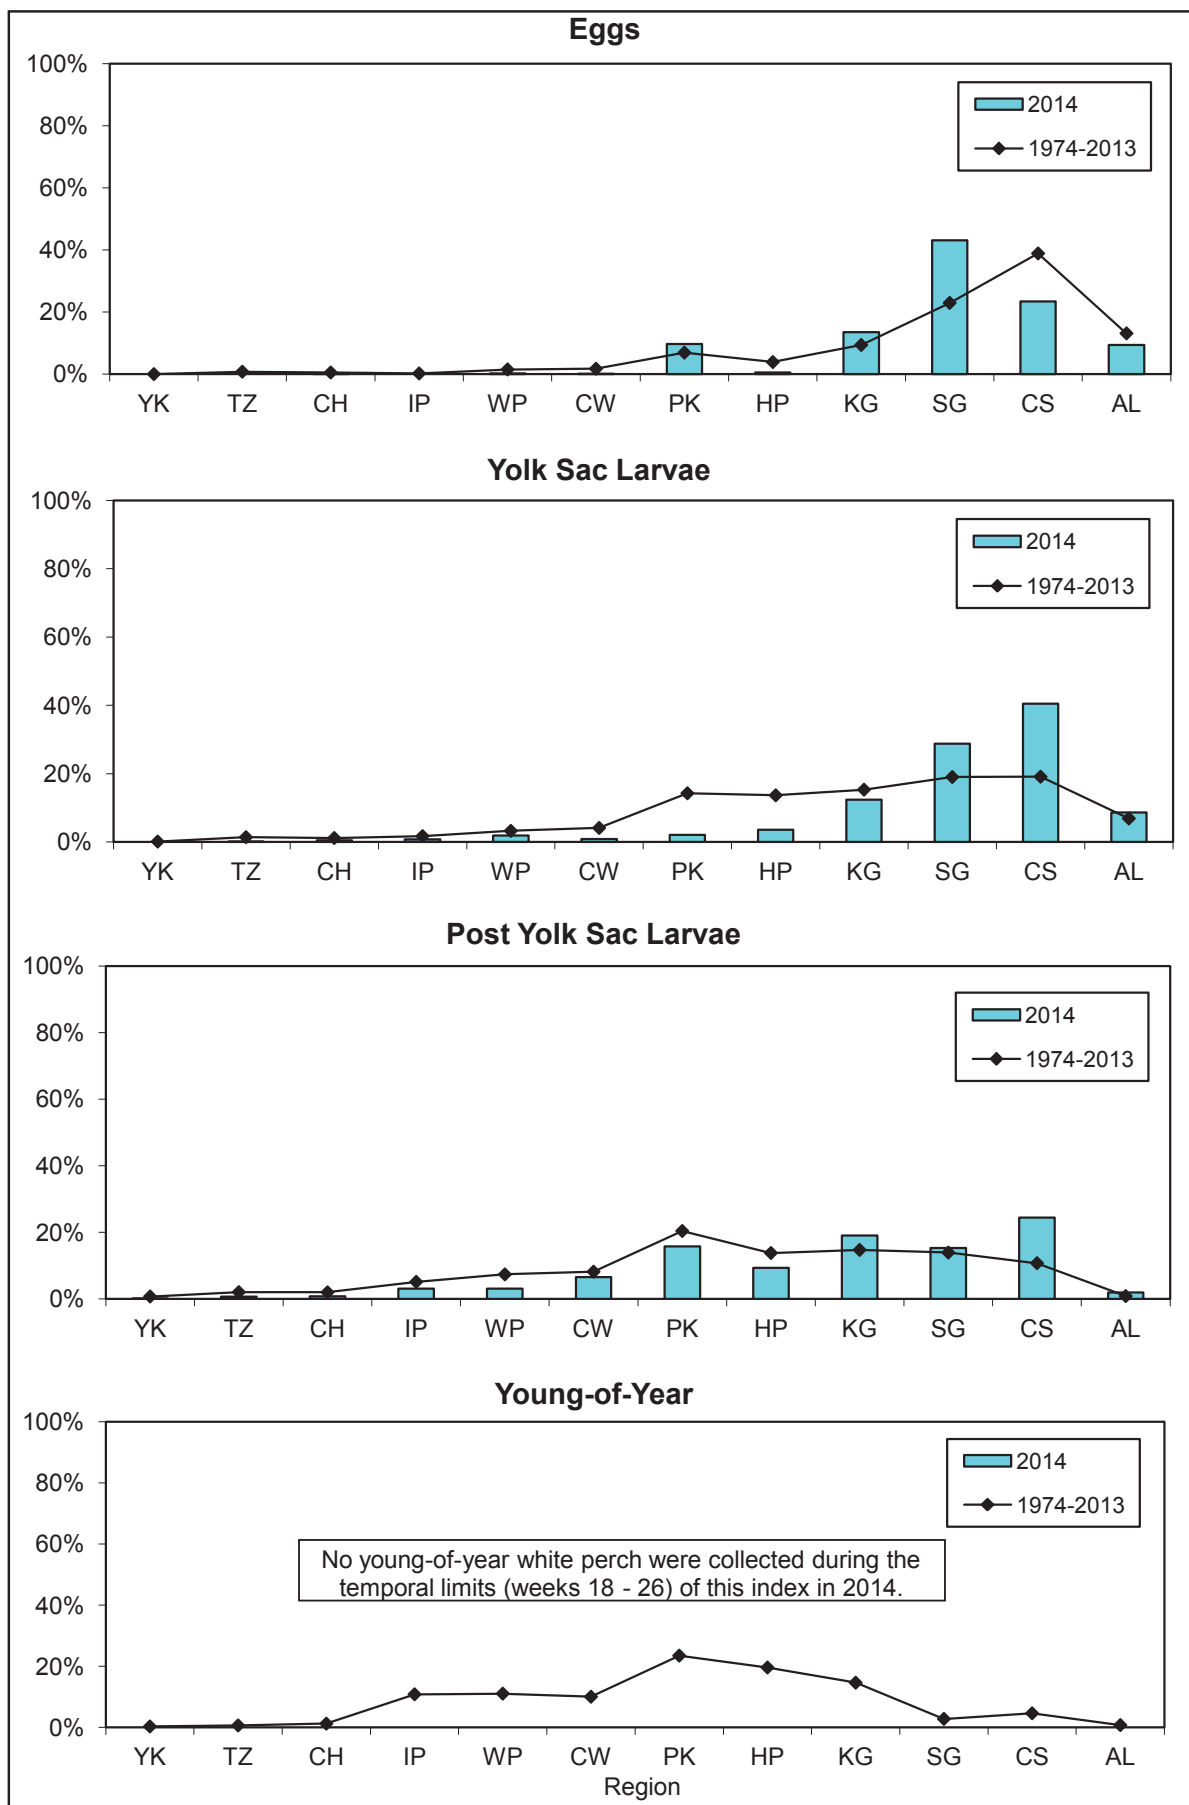 Eggs
100%
80%
60%
40%
20%
0%
2014
1974-2013
YK TZ CH IP WP CW PK HP KG SG CS AL
Yolk Sac Larvae
100%
80%
60%
40%
20%
0%
2014
1974-2013
YK TZ CH IP WP CW PK HP KG SG CS AL
Post Yolk Sac Larvae
100%
80%
60%
40%
20%
0%
2014
1974-2013
YK TZ CH IP WP CW PK HP KG SG CS AL
Young-of-Year
100%
80%
60%
40%
20%
0%
2014
1974-2013
No young-of-year white perch were collected during the
temporal limits (weeks 18 - 26) of this index in 2014.
YK TZ CH IP WP CW PK HP KG SG CS AL
Region